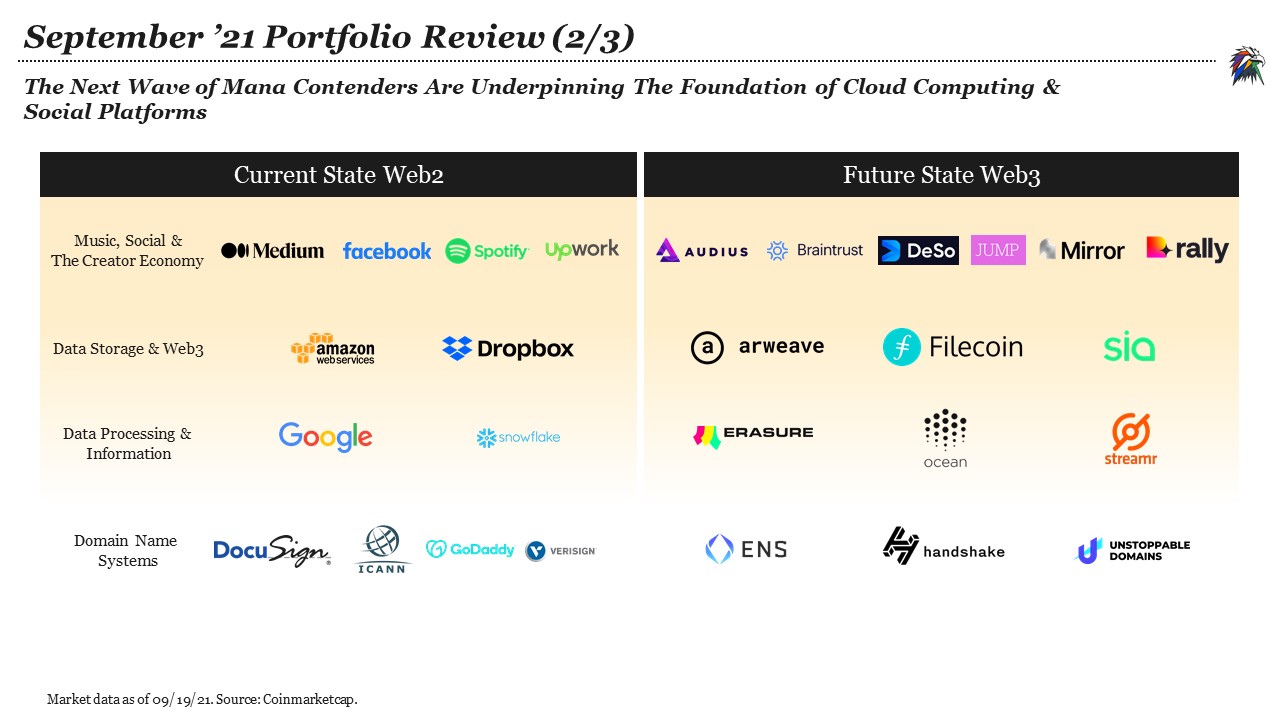 September ’21 Portfolio Review (2/3)
The Next Wave of Mana Contenders Are Underpinning The Foundation of Cloud Computing &
Social Platforms
Current State Web2
Future State Web3
Music, Social &
The Creator Economy
Medium
facebook
Spotify
upwork
AUDIUS
Braintrust
DeSo
JUMP
Mirror
rally
Data Storage & Web3
amazon
webservices
Dropbox
a
arweave
Filecoin
sia
Data Processing &
Information
Google
snowflake
ERASURE
ocean
streamr
Domain Name
Systems
DocuSign
ICANN
GoDaddy
VERISIGN
ENS
handshake
UNSTOPPABLE
DOMAINS
Market data as of 09/19/21. Source: Coinmarketcap.